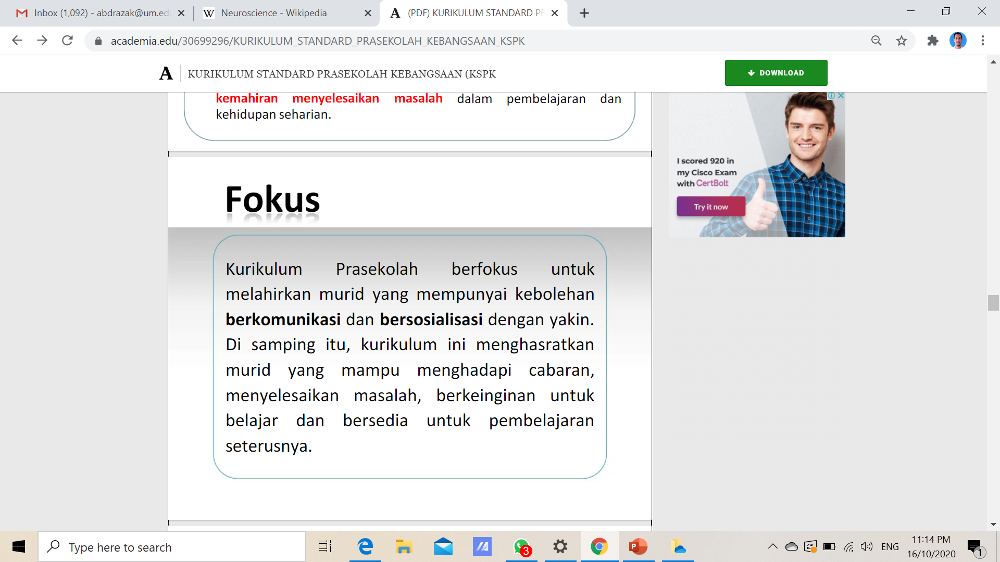 Inbox (1,092) - abdrazak@um.ed
Neuroscience - Wikipedia
(PDF) KURIKULUM STANDARD PR
academia.edu/30699296/KURIKULUM_STANDARD_PRASEKOLAH_KEBANGSAAN_KSPK
A
KURIKULUM STANDARD PRASEKOLAH KEBANGSAAN (KSPK
DOWNLOAD
kemahiran menyelesaikan masalah dalam pembelajaran dan
kehidupan seharian.
I scored 920 in
my Cisco Exam
with CertBolt
Try it now
Fokus
Kurikulum Prasekolah berfokus untuk
melahirkan murid yang mempunyai kebolehan
berkomunikasi dan bersosialisasi dengan yakin.
Di samping itu, kurikulum ini menghasratkan
murid yang mampu menghadapi cabaran,
menyelesaikan masalah, berkeinginan untuk
belajar dan bersedia untuk pembelajaran
seterusnya.
Type here to search
3
ENG
11:14 PM
16/10/2020
1